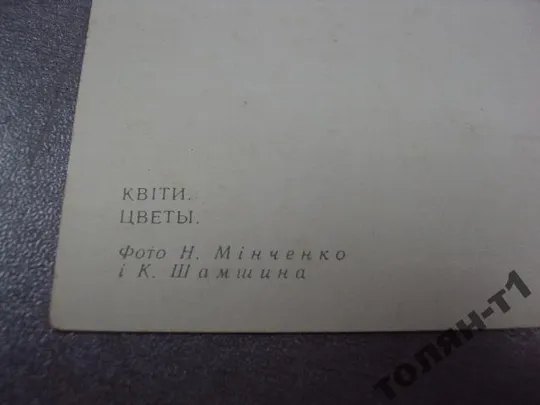 КВІТИ.
ЦВЕТЫ.
Фото Н. Мінченко
і К. Шамшина
ТОЛЯН-Т1